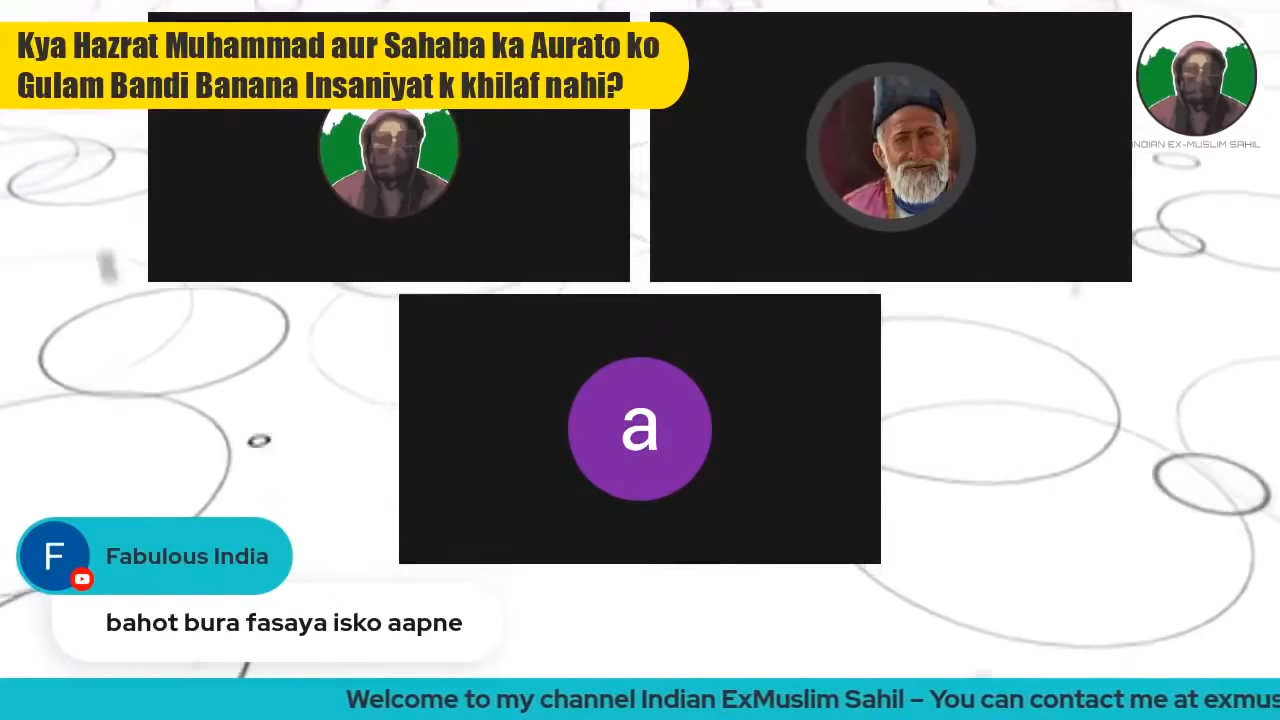 Kya Hazrat Muhammad aur Sahaba ka Aurato ko
Gulam Bandi Banana Insaniyat k khilaf nahi?
INDIAN EX-MUSLIM SAHIL
a
F
Fabulous India
bahot bura fasaya isko aapne
Welcome to my channel Indian ExMuslim Sahil – You can contact me at exmus